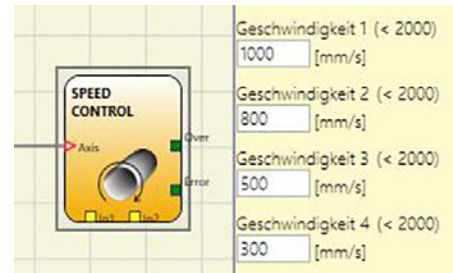 SPEED
CONTROL
Axis
Over
Error
In1 In2
Geschwindigkeit 1 (< 2000)
1000 [mm/s]
Geschwindigkeit 2 (< 2000)
800 [mm/s]
Geschwindigkeit 3 (< 2000)
500 [mm/s]
Geschwindigkeit 4 (< 2000)
300 [mm/s]